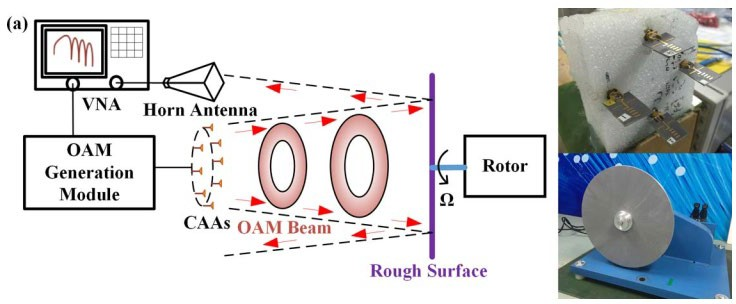 (a)
VNA
Horn Antenna
OAM
Generation
Module
CAAs
OAM Beam
Ω
Rotor
Rough Surface